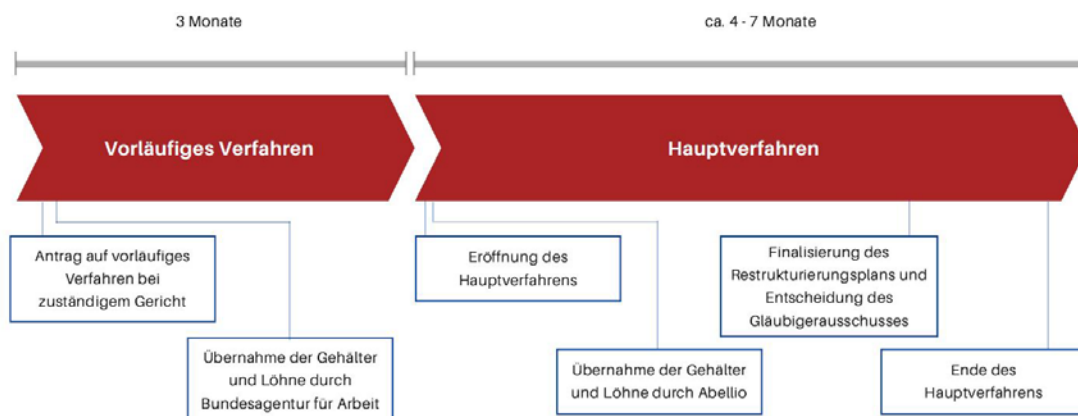 3 Monate
ca. 4 - 7 Monate
Vorläufiges Verfahren
Hauptverfahren
Antrag auf vorläufiges
Verfahren bei
zuständigem Gericht
Übernahme der Gehälter
und Löhne durch
Bundesagentur für Arbeit
Eröffnung des
Hauptverfahrens
Übernahme der Gehälter
und Löhne durch Abellio
Finalisierung des
Restrukturierungsplans und
Entscheidung des
Gläubigerausschusses
Ende des
Hauptverfahrens